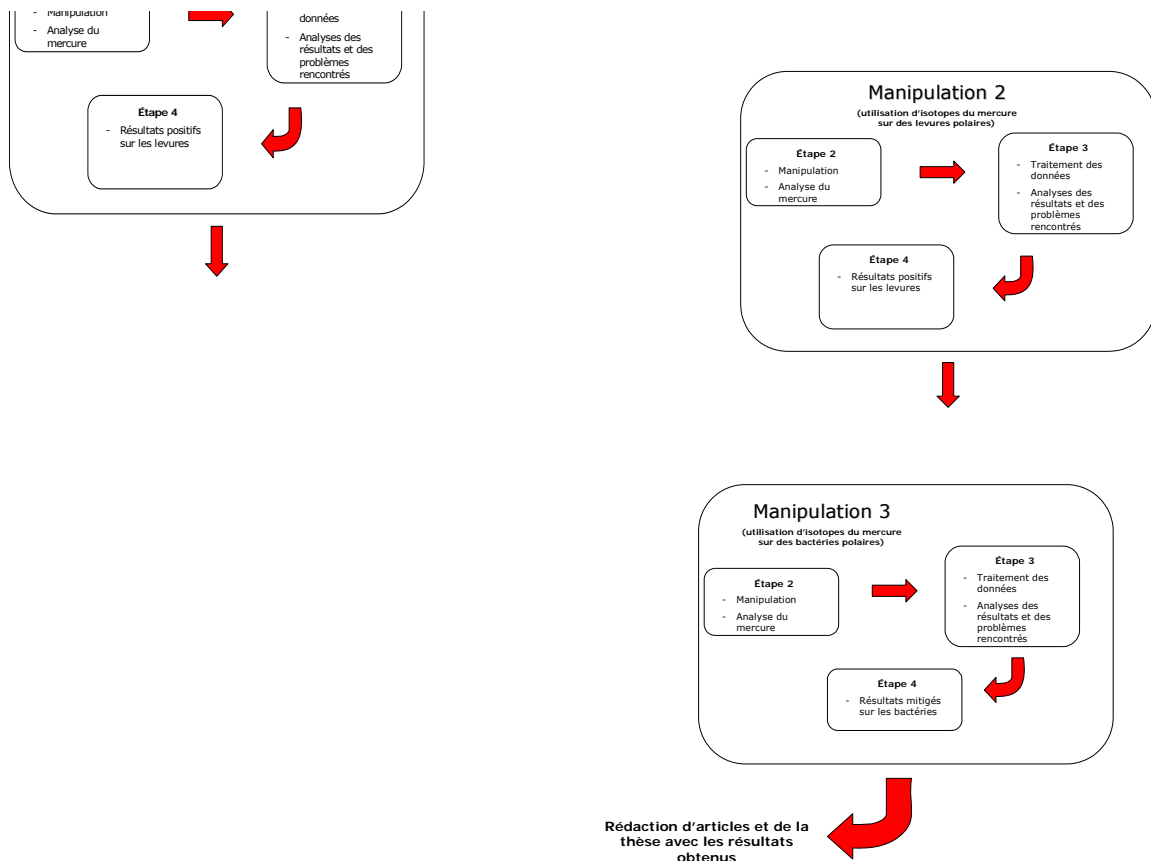 - Manipulation
- Analyse du
mercure
données
- Analyses des
résultats et des
problèmes
rencontrés
Étape 4
- Résultats positifs
sur les levures
Manipulation 2
(utilisation d'isotopes du mercure
sur des levures polaires)
Étape 2
- Manipulation
- Analyse du
mercure
Étape 3
- Traitement des
données
- Analyses des
résultats et des
problèmes
rencontrés
Étape 4
- Résultats positifs
sur les levures
Manipulation 3
(utilisation d'isotopes du mercure
sur des bactéries polaires)
Étape 2
- Manipulation
- Analyse du
mercure
Étape 3
- Traitement des
données
- Analyses des
résultats et des
problèmes
rencontrés
Étape 4
- Résultats mitigés
sur les bactéries
Rédaction d'articles et de la
thèse avec les résultats
obtenus